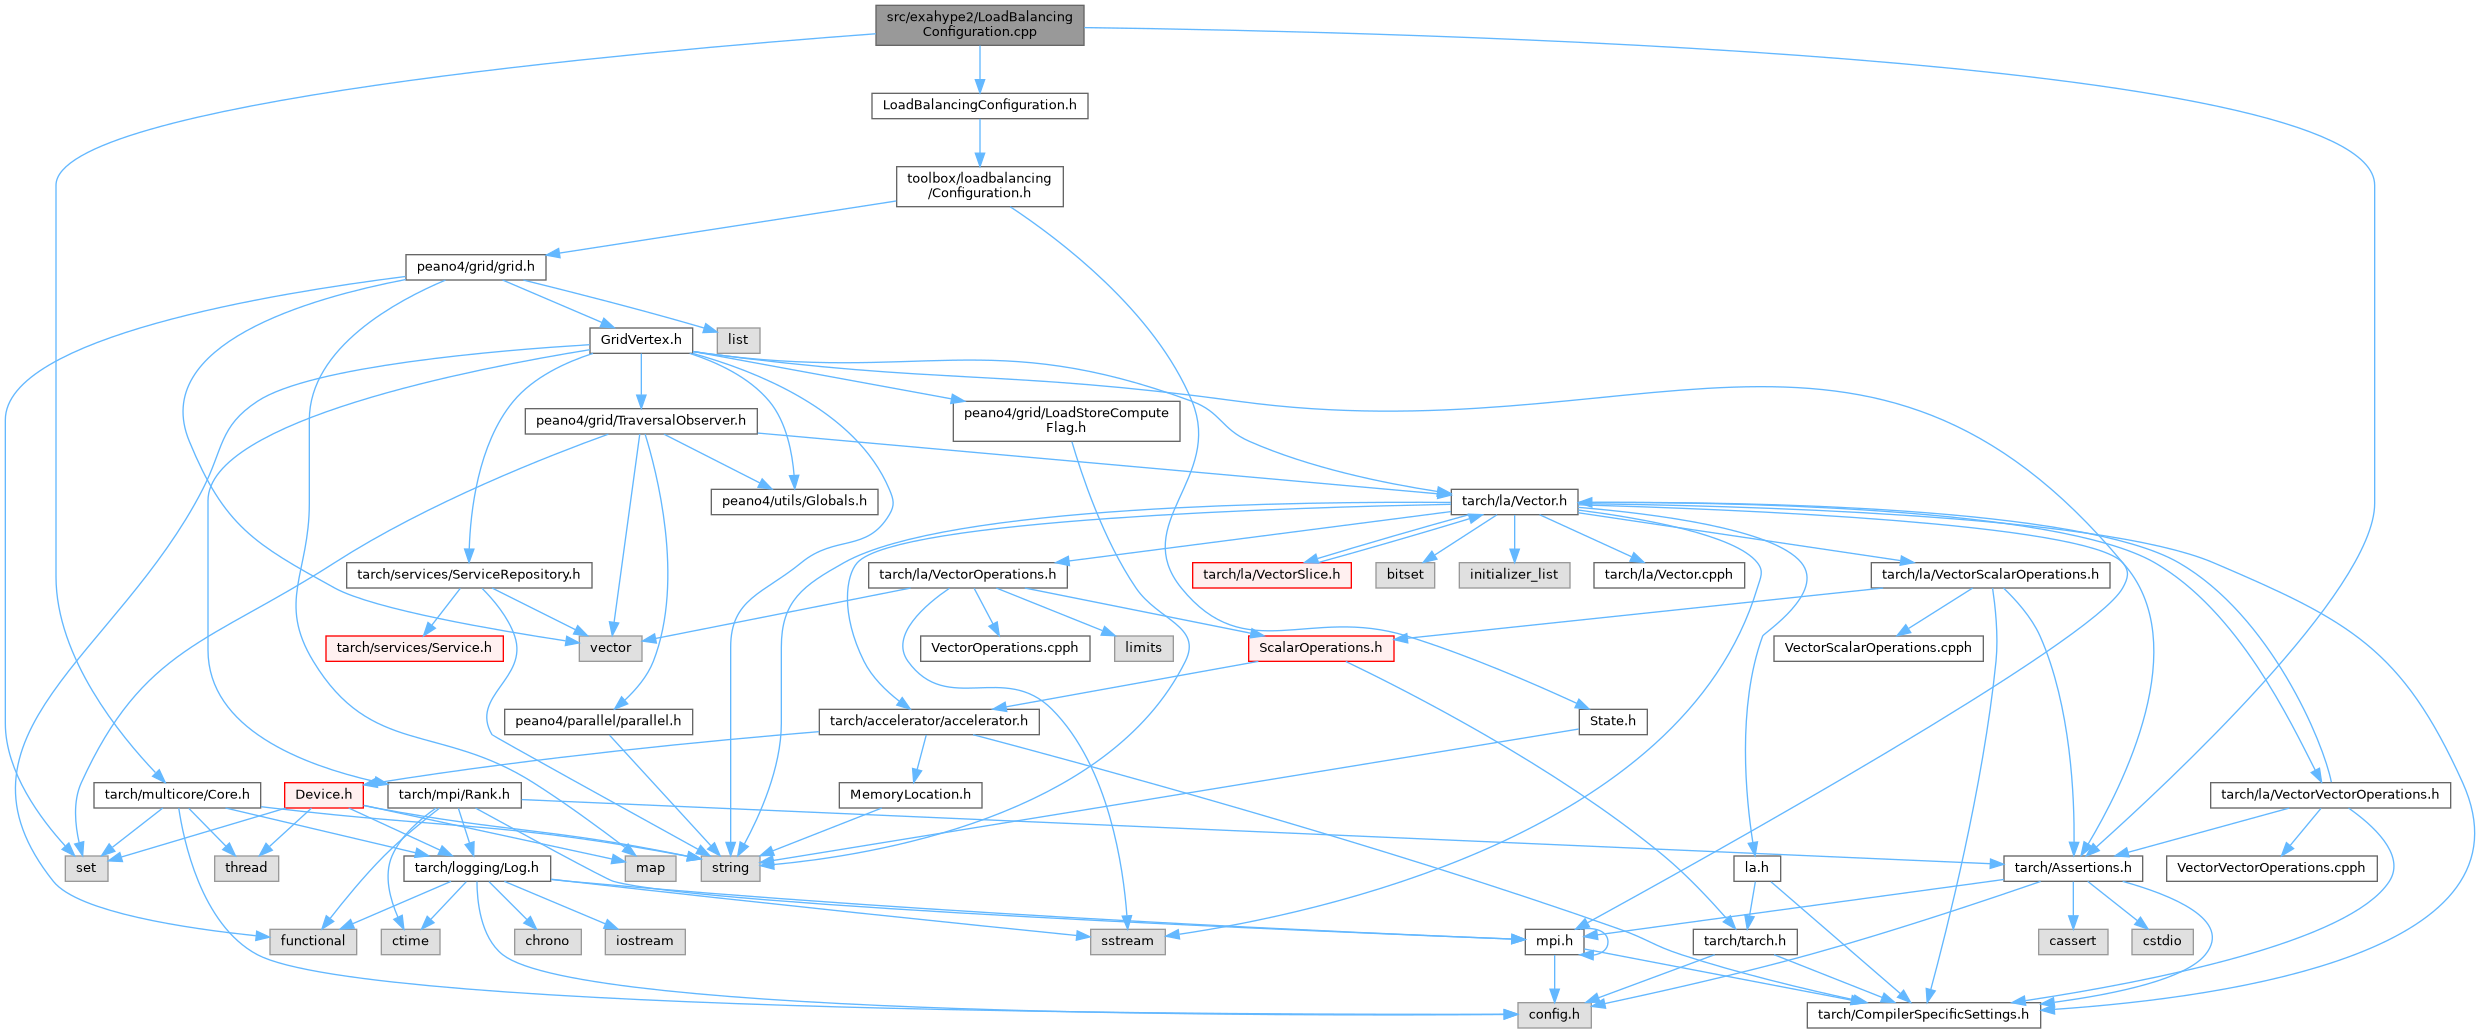 src/exahype2/LoadBalancing
Configuration.cpp
LoadBalancingConfiguration.h
toolbox/loadbalancing
/Configuration.h
peano4/grid/grid.h
GridVertex.h
list
peano4/grid/TraversalObserver.h
peano4/grid/LoadStoreCompute
Flag.h
peano4/utils/Globals.h
tarch/la/Vector.h
tarch/services/ServiceRepository.h
tarch/la/VectorOperations.h
tarch/la/VectorSlice.h
bitset
initializer_list
tarch/la/Vector.cpph
tarch/la/VectorScalarOperations.h
tarch/services/Service.h
vector
VectorOperations.cpph
limits
ScalarOperations.h
VectorScalarOperations.cpph
peano4/parallel/parallel.h
tarch/accelerator/accelerator.h
State.h
tarch/multicore/Core.h
Device.h
tarch/mpi/Rank.h
MemoryLocation.h
tarch/la/VectorVectorOperations.h
set
thread
tarch/logging/Log.h
map
string
la.h
tarch/Assertions.h
VectorVectorOperations.cpph
functional
ctime
chrono
iostream
sstream
mpi.h
tarch/tarch.h
cassert
cstdio
config.h
tarch/CompilerSpecificSettings.h